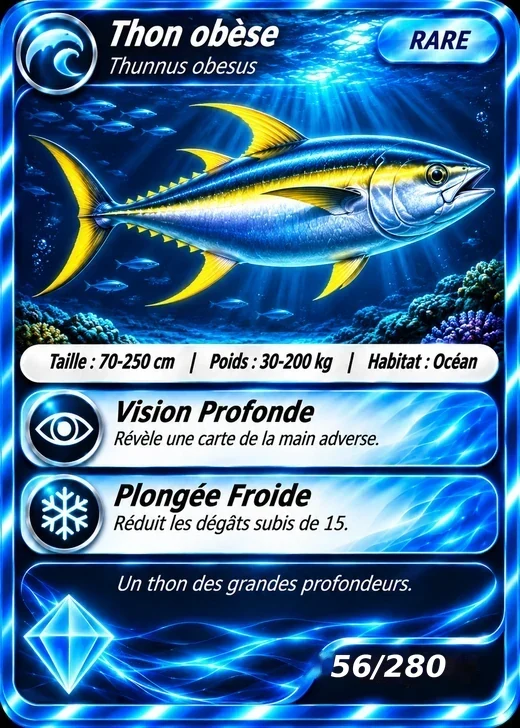 Thon obèse
RARE
Thunnus obesus
Taille : 70-250 cm | Poids : 30-200 kg | Habitat : Océan
Vision Profonde
Révèle une carte de la main adverse.
Plongée Froide
Réduit les dégâts subis de 15.
Un thon des grandes profondeurs.
56/280